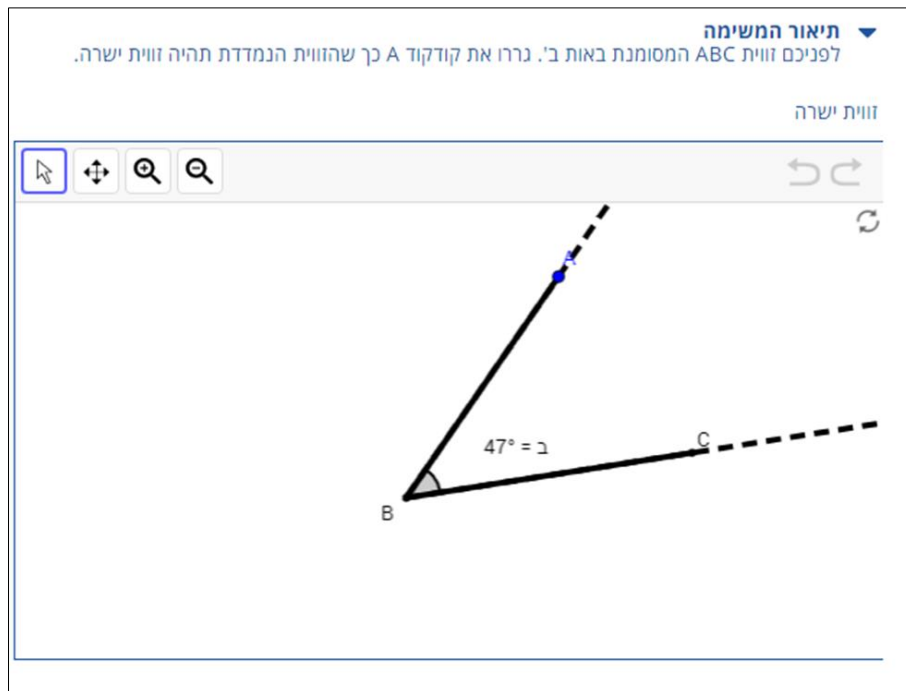 תיאור המשימה
לפניכם זווית ABC המסומנת באות ב'. גררו את קודקוד A כך שהזווית הנמדדת תהיה זווית ישרה.
זווית ישרה
A
ב = 47°
C
B